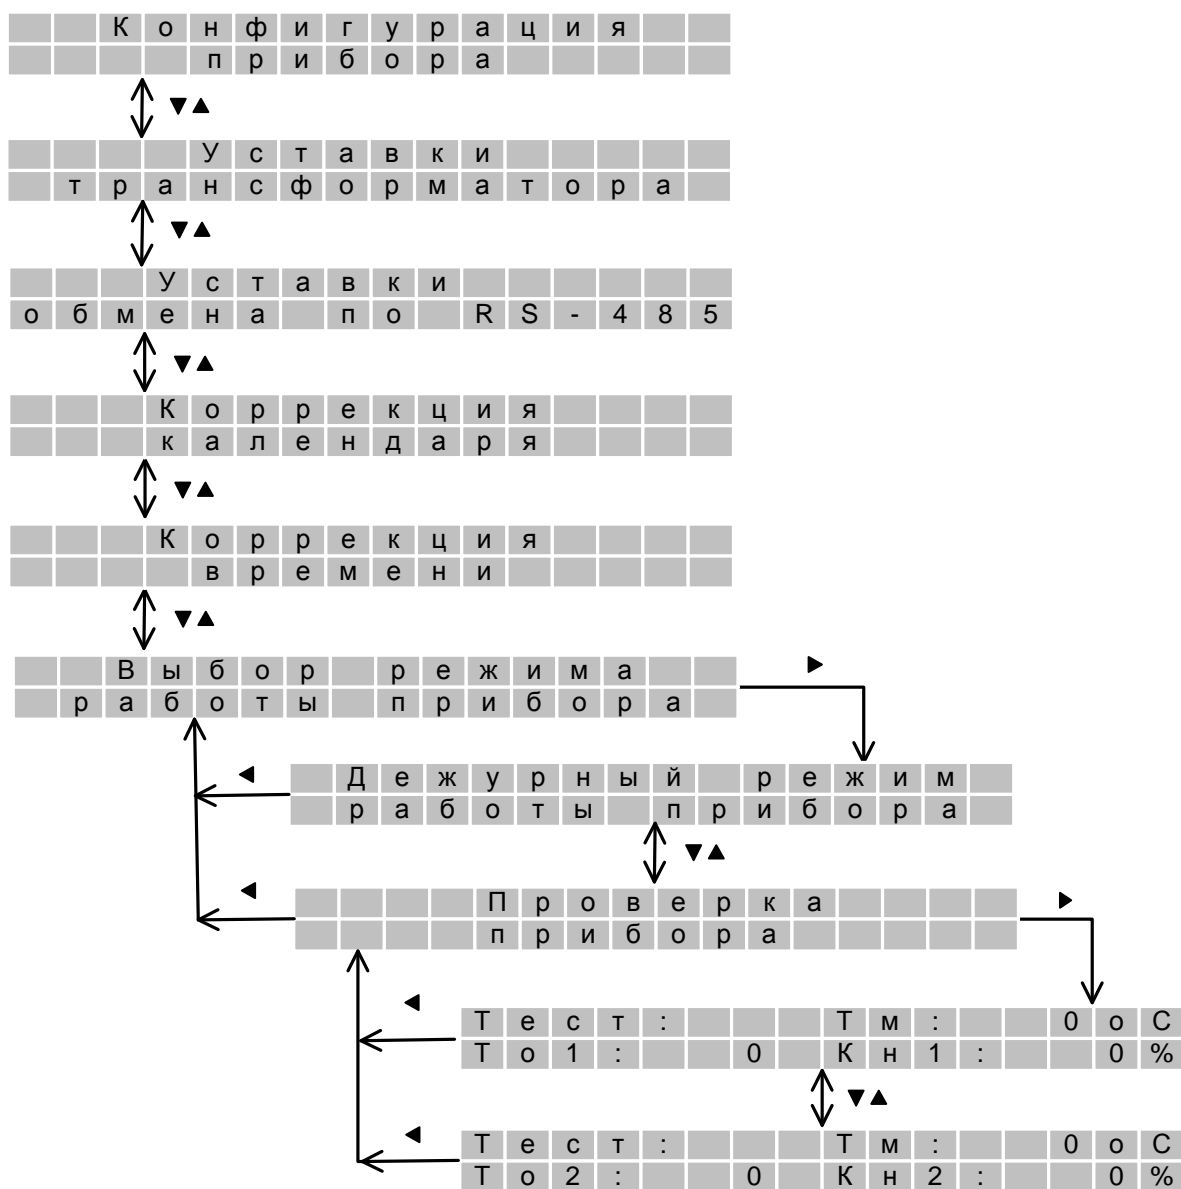 Конфигурация
прибора
▼▲
Уставки
трансформатора
▼▲
Уставки
обмена по RS-485
▼▲
Коррекция
календаря
▼▲
Коррекция
времени
▼▲
Выбор режима
работы прибора
►
◄
Дежурный режим
работы прибора
▼▲
◄
Проверка
прибора
►
◄
Тест: Тм: 0оС
То1: 0 Кн1: 0%
▼▲
◄
Тест: Тм: 0оС
То2: 0 Кн2: 0%